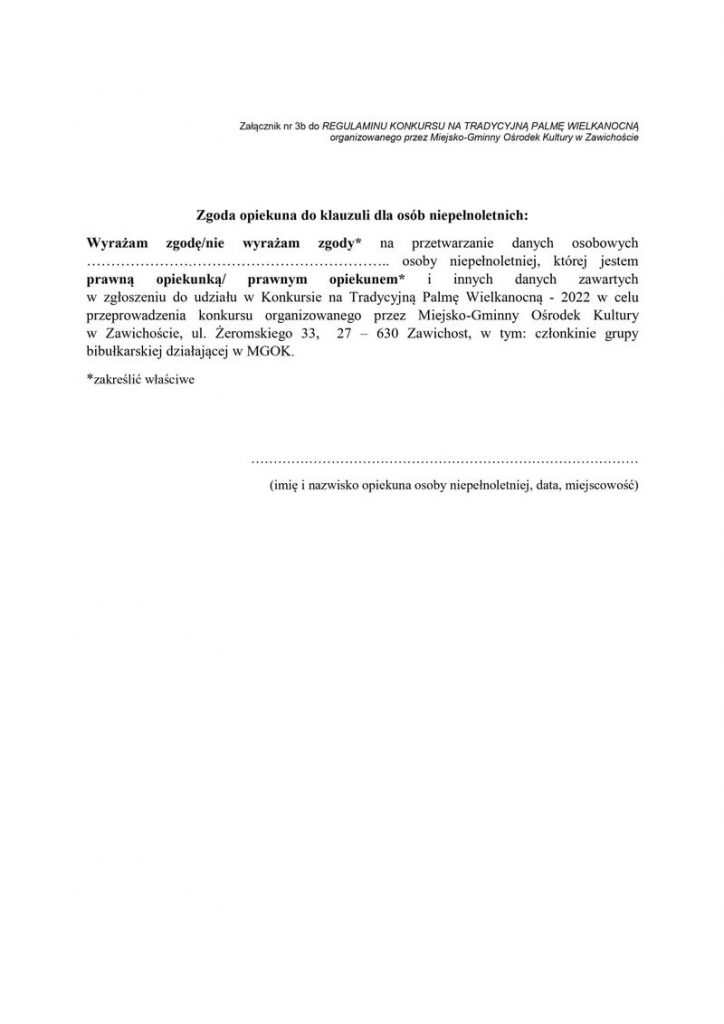 Załącznik nr 3b do REGULAMINU KONKURSU NA TRADYCYJNĄ PALMĘ WIELKANOCNĄ
organizowanego przez Miejsko-Gminny Ośrodek Kultury w Zawichoście
Zgoda opiekuna do klauzuli dla osób niepełnoletnich:
Wyrażam zgodę/nie wyrażam zgody* na przetwarzanie danych osobowych
………………….………………………………….. osoby niepełnoletniej, której jestem
prawną opiekunką/ prawnym opiekunem* i innych danych zawartych
w zgłoszeniu do udziału w Konkursie na Tradycyjną Palmę Wielkanocną - 2022 w celu
przeprowadzenia konkursu organizowanego przez Miejsko-Gminny Ośrodek Kultury
w Zawichoście, ul. Żeromskiego 33, 27 – 630 Zawichost, w tym: członkinie grupy
bibułkarskiej działającej w MGOK.
*zakreślić właściwe
………………………….…………………………………………………
(imię i nazwisko opiekuna osoby niepełnoletniej, data, miejscowość)